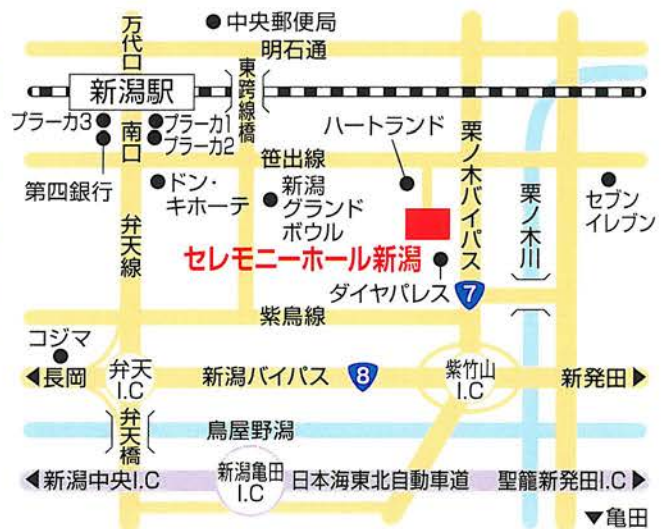 万代口
中央郵便局
明石通
東跨線橋
新潟駅
プラーカ3
南口
プラーカ1
プラーカ2
ハートランド
笹出線
栗ノ木バイパス
第四銀行
ドン・
キホーテ
新潟
グランド
ボウル
栗ノ木川
セブン
イレブン
弁天線
セレモニーホール新潟
ダイヤパレス
7
紫鳥線
コジマ
◀長岡
弁天
I.C
新潟バイパス
8
紫竹山
I.C
新発田▶
弁天橋
鳥屋野潟
◀新潟中央I.C
新潟亀田
I.C
日本海東北自動車道
聖籠新発田I.C▶
▼亀田